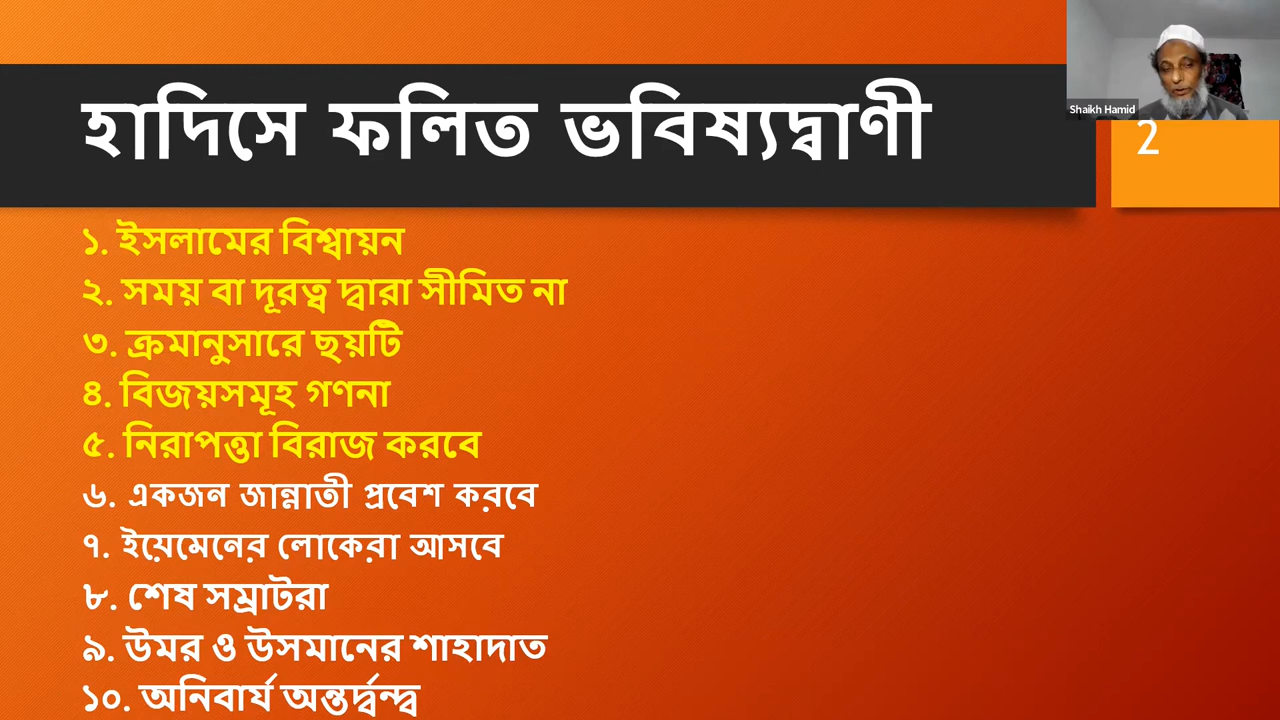 হাদিসে ফলিত ভবিষ্যদ্বাণী
Shaikh Hamid
2
১. ইসলামের বিশ্বায়ন
২. সময় বা দূরত্ব দ্বারা সীমিত না
৩. ক্রমানুসারে ছয়টি
৪. বিজয়সমূহ গণনা
৫. নিরাপত্তা বিরাজ করবে
৬. একজন জান্নাতী প্রবেশ করবে
৭. ইয়েমেনের লোকেরা আসবে
৮. শেষ সম্রাটরা
৯. উমর ও উসমানের শাহাদাত
১০. অনিবার্য অন্তর্দ্বন্দ্ব